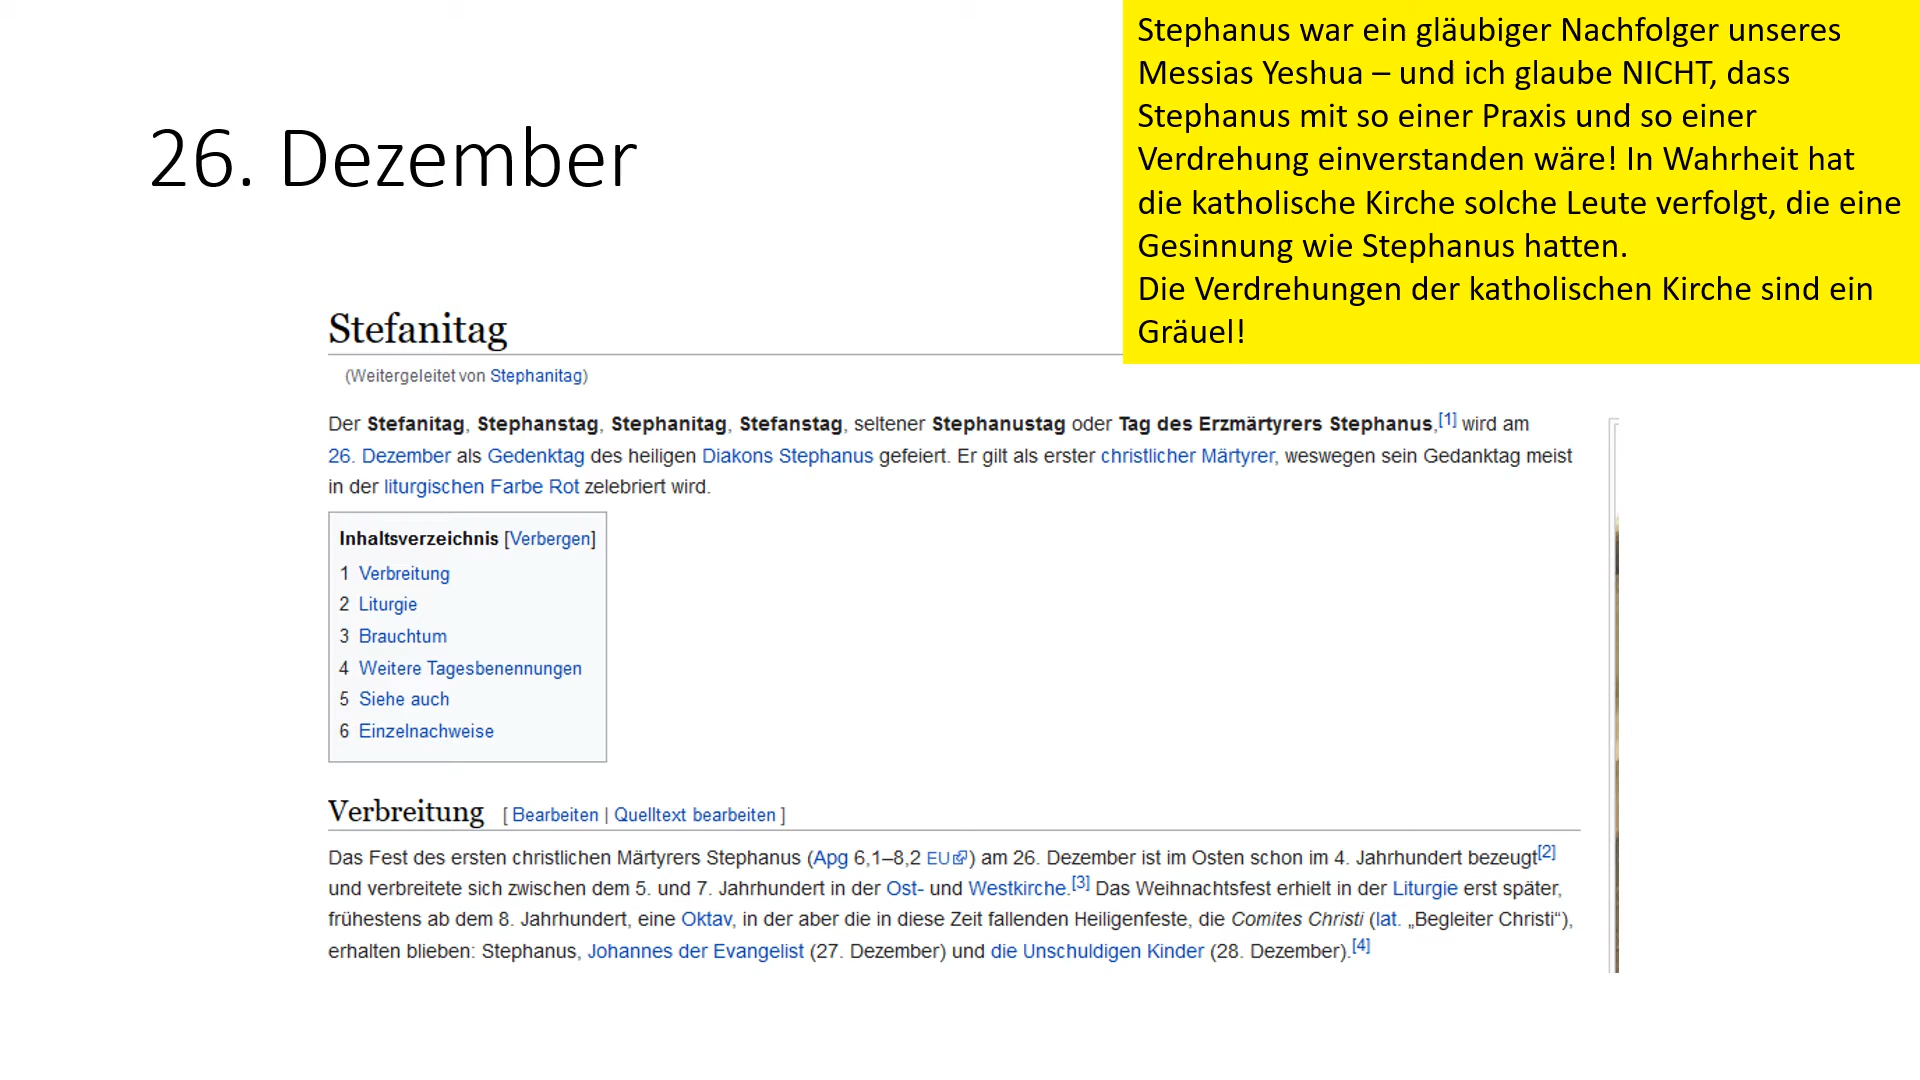 26. Dezember
Stephanus war ein gläubiger Nachfolger unseres
Messias Yeshua – und ich glaube NICHT, dass
Stephanus mit so einer Praxis und so einer
Verdrehung einverstanden wäre! In Wahrheit hat
die katholische Kirche solche Leute verfolgt, die eine
Gesinnung wie Stephanus hatten.
Die Verdrehungen der katholischen Kirche sind ein
Gräuel!
Stefanitag
(Weitergeleitet von Stephanitag)
Der Stefanitag, Stephanstag, Stephanitag, Stefanstag, seltener Stephanustag oder Tag des Erzmärtyrers Stephanus,[1] wird am
26. Dezember als Gedenktag des heiligen Diakons Stephanus gefeiert. Er gilt als erster christlicher Märtyrer, weswegen sein Gedanktag meist
in der liturgischen Farbe Rot zelebriert wird.
Inhaltsverzeichnis [Verbergen]
1 Verbreitung
2 Liturgie
3 Brauchtum
4 Weitere Tagesbenennungen
5 Siehe auch
6 Einzelnachweise
Verbreitung [ Bearbeiten | Quelltext bearbeiten ]
Das Fest des ersten christlichen Märtyrers Stephanus (Apg 6,1–8,2 EU) am 26. Dezember ist im Osten schon im 4. Jahrhundert bezeugt[2]
und verbreitete sich zwischen dem 5. und 7. Jahrhundert in der Ost- und Westkirche.[3] Das Weihnachtsfest erhielt in der Liturgie erst später,
frühestens ab dem 8. Jahrhundert, eine Oktav, in der aber die in diese Zeit fallenden Heiligenfeste, die Comites Christi (lat. „Begleiter Christi“),
erhalten blieben: Stephanus, Johannes der Evangelist (27. Dezember) und die Unschuldigen Kinder (28. Dezember).[4]